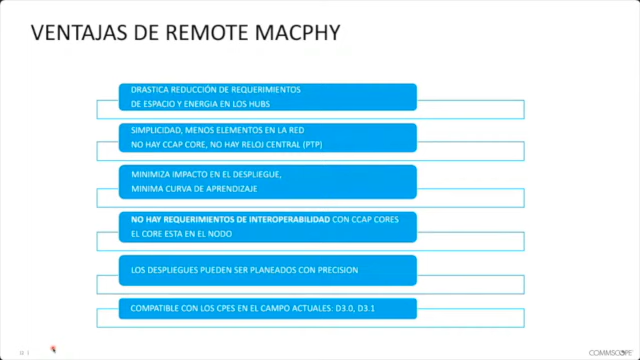 VENTAJAS DE REMOTE MACPHY
DRASTICA REDUCCIÓN DE REQUERIMIENTOS
DE ESPACIO Y ENERGIA EN LOS HUBS
SIMPLICIDAD, MENOS ELEMENTOS EN LA RED
NO HAY CCAP CORE, NO HAY RELOJ CENTRAL (PTP)
MINIMIZA IMPACTO EN EL DESPLIEGUE,
MINIMA CURVA DE APRENDIZAJE
NO HAY REQUERIMIENTOS DE INTEROPERABILIDAD CON CCAP CORES
EL CORE ESTA EN EL NODO
LOS DESPLIEGUES PUEDEN SER PLANEADOS CON PRECISION
COMPATIBLE CON LOS CPES EN EL CAMPO ACTUALES: D3.0, D3.1
COMMSCOPE